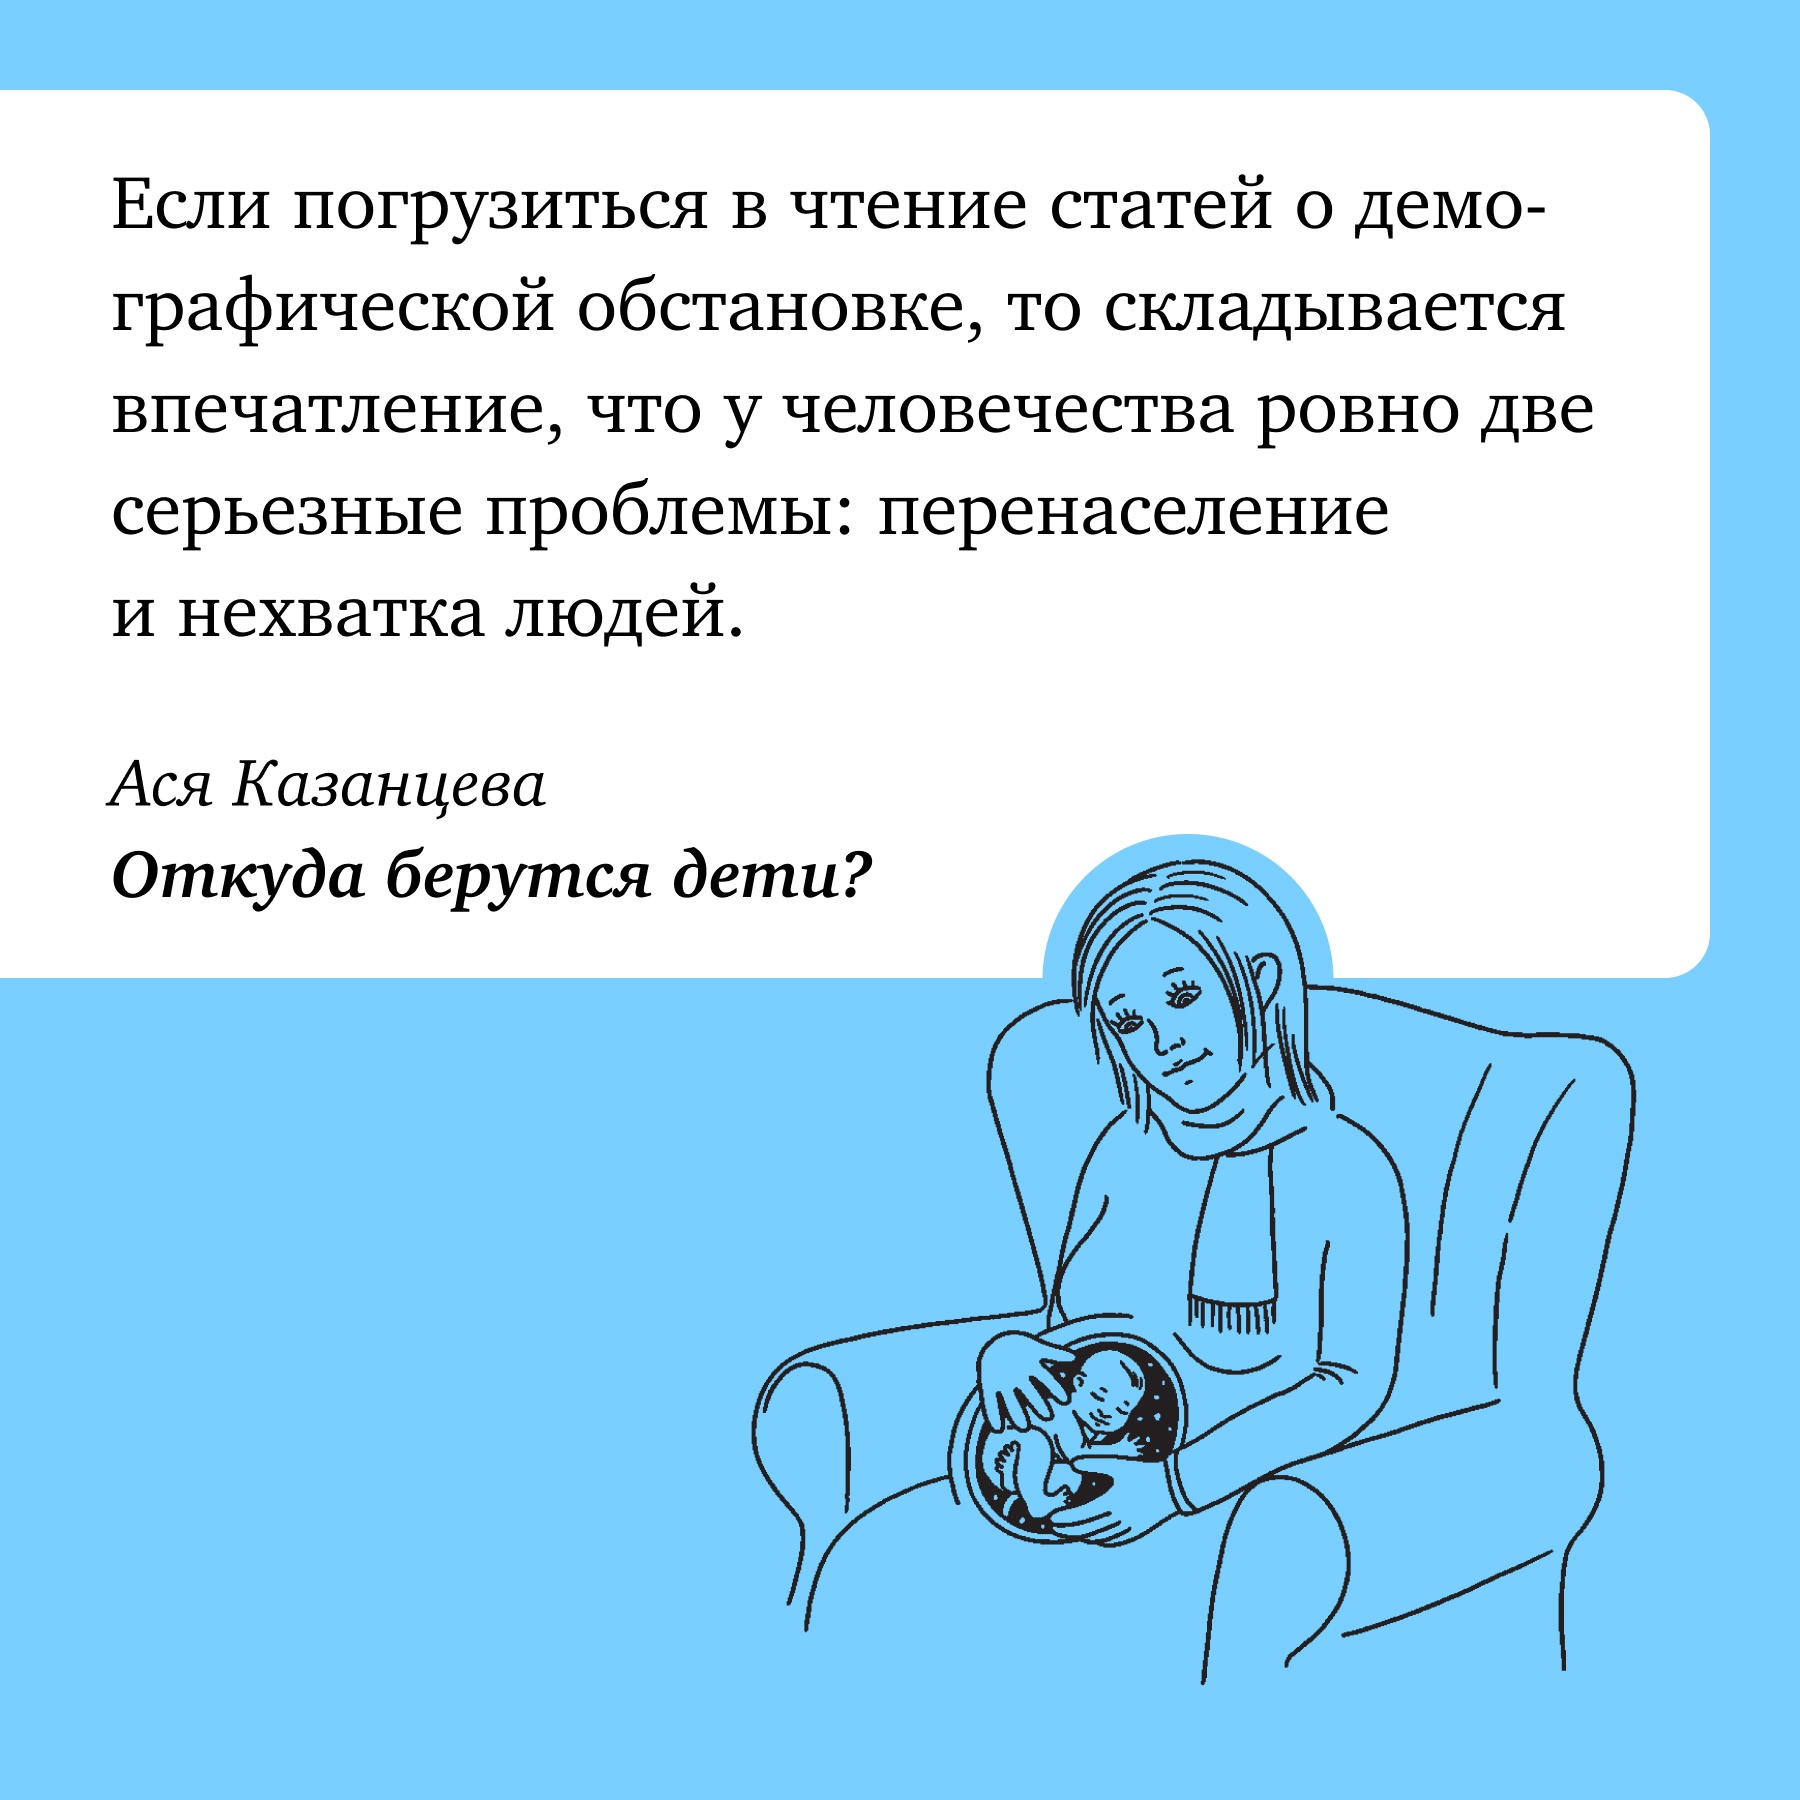 Если погрузиться в чтение статей о демо-
графической обстановке, то складывается
впечатление, что у человечества ровно две
серьезные проблемы: перенаселение
и нехватка людей.
Ася Казанцева
Откуда берутся дети?